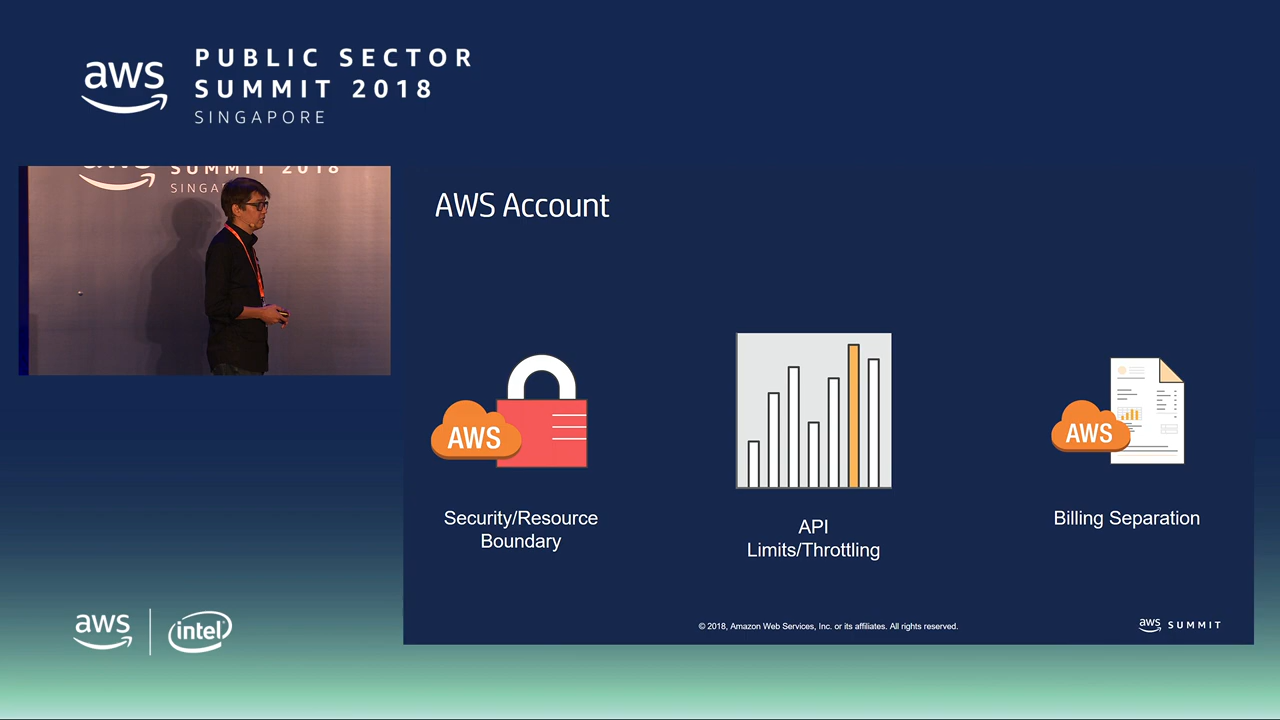 aws
PUBLIC SECTOR
SUMMIT 2018
SINGAPORE
SUMMIT 2018
SINGA
AWS Account
AWS
AWS
Security/Resource
Boundary
API
Limits/Throttling
Billing Separation
© 2018, Amazon Web Services, Inc. or its affiliates. All rights reserved.
aws SUMMIT
aws
intel